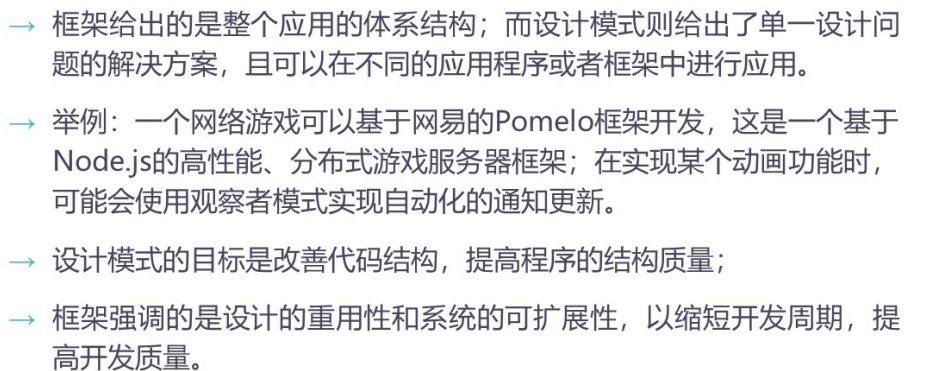 → 框架给出的是整个应用的体系结构；而设计模式则给出了单一设计问
题的解决方案，且可以在不同的应用程序或者框架中进行应用。
→ 举例：一个网络游戏可以基于网易的Pomelo框架开发，这是一个基于
Node.js的高性能、分布式游戏服务器框架；在实现某个动画功能时，
可能会使用观察者模式实现自动化的通知更新。
→ 设计模式的目标是改善代码结构，提高程序的结构质量；
→ 框架强调的是设计的重用性和系统的可扩展性，以缩短开发周期，提
高开发质量。